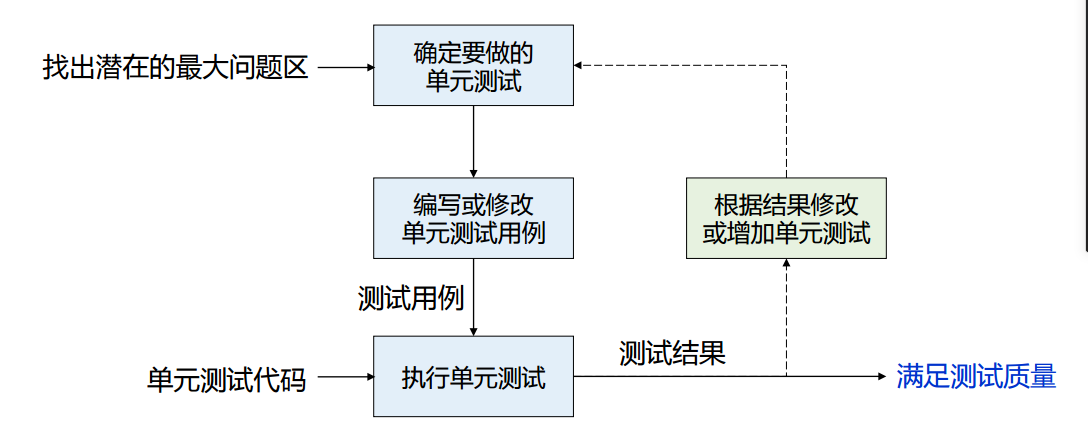 找出潜在的最大问题区
确定要做的
单元测试
编写或修改
单元测试用例
根据结果修改
或增加单元测试
测试用例
测试结果
单元测试代码
执行单元测试
满足测试质量